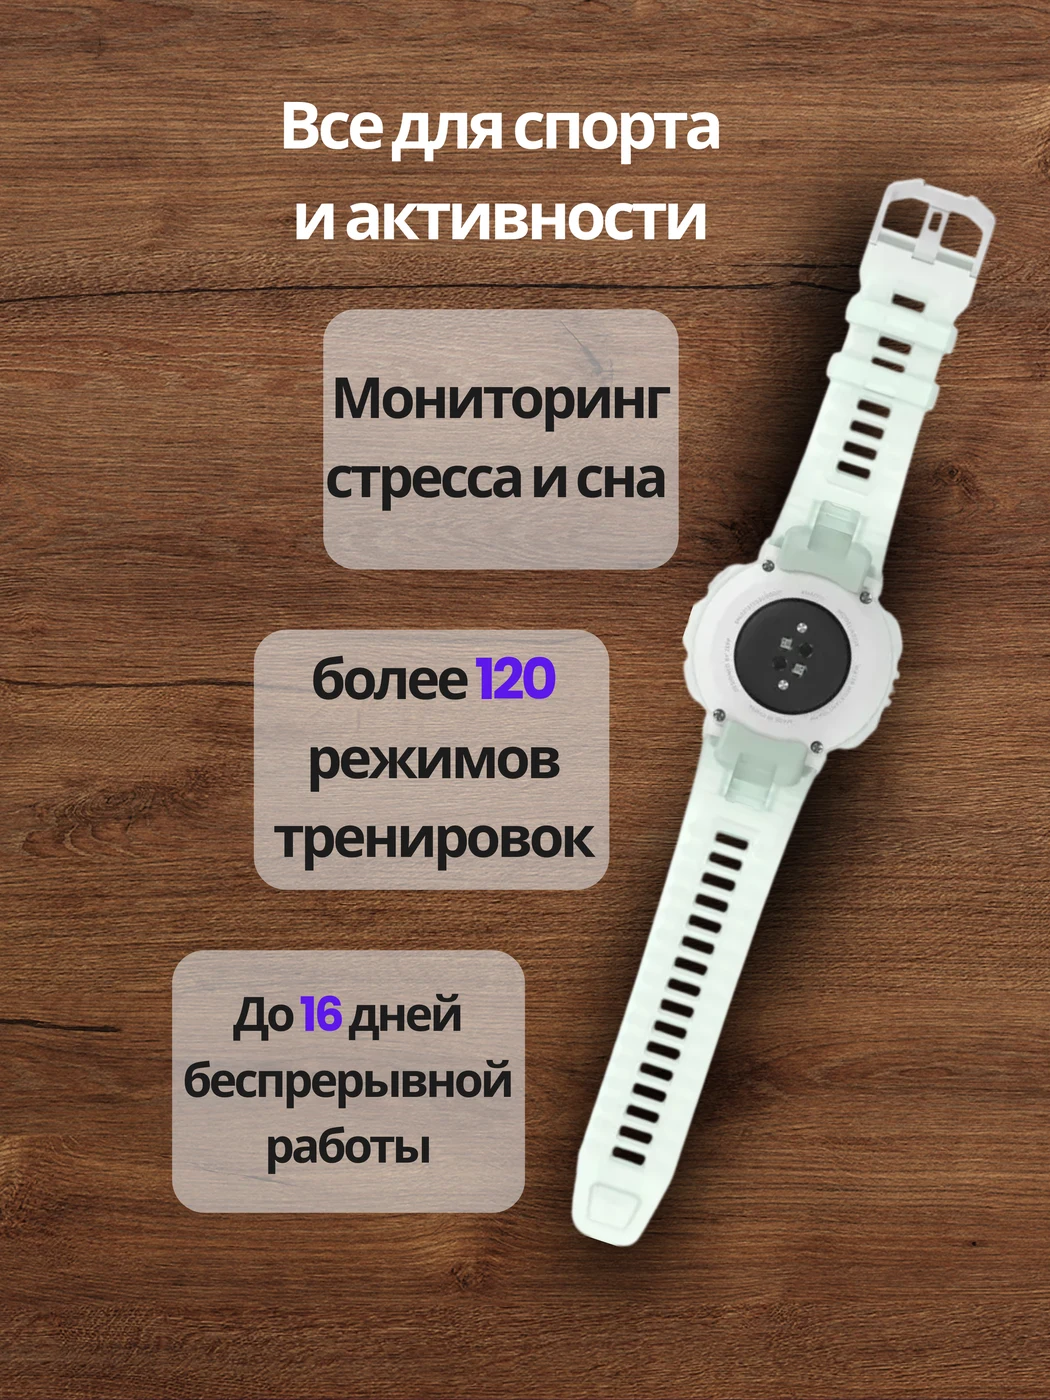 Все для спорта
и активности
Мониторинг
стресса и сна
более 120
режимов
тренировок
До 16 дней
беспрерывной
работы